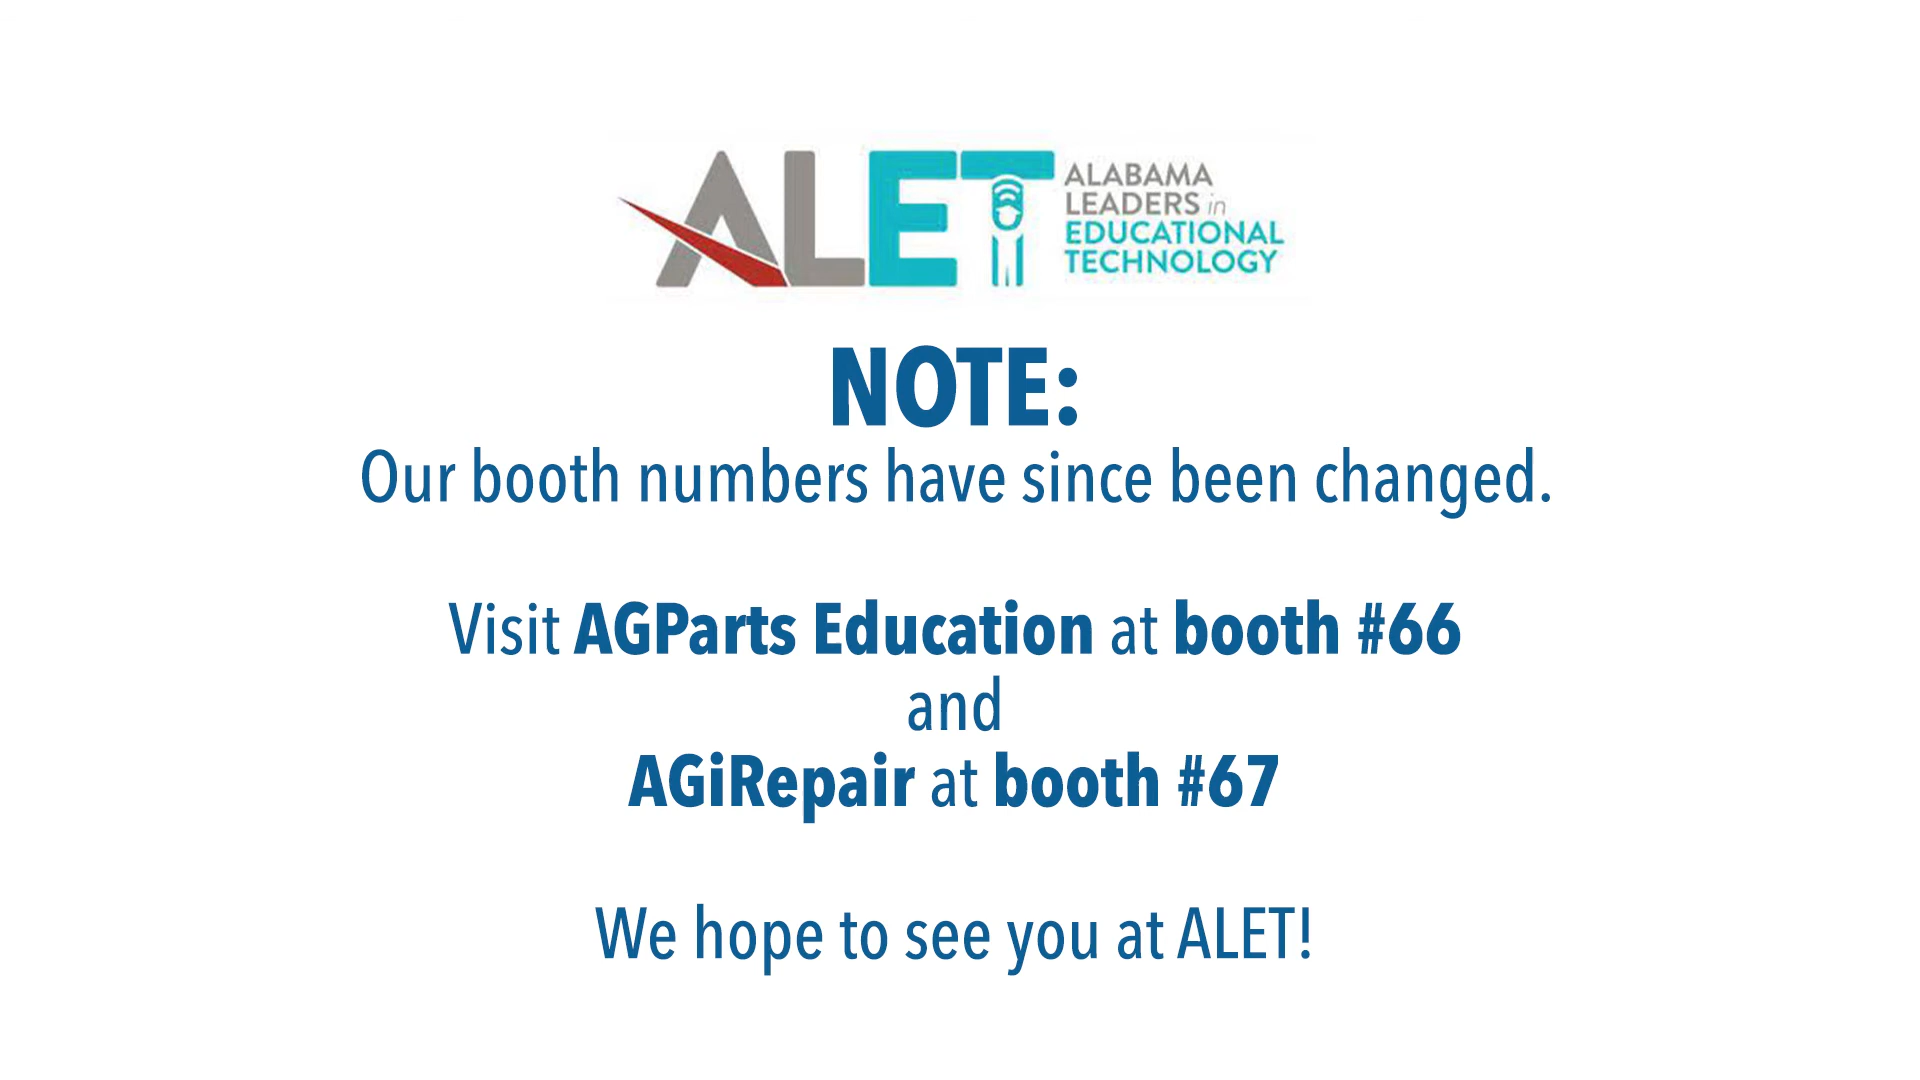 ALET
ALABAMA
LEADERS in
EDUCATIONAL
TECHNOLOGY
NOTE:
Our booth numbers have since been changed.
Visit AGParts Education at booth #66
and
AGiRepair at booth #67
We hope to see you at ALET!